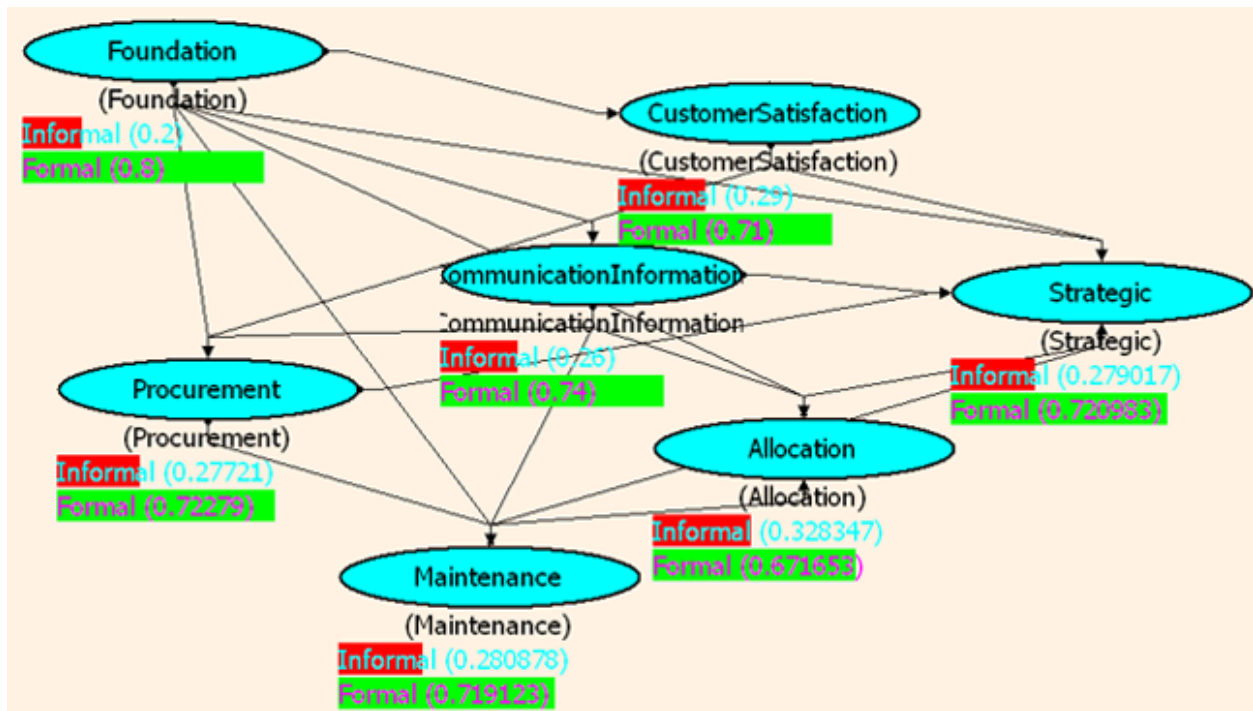 Foundation
(Foundation)
Informal (0.2)
Formal (0.8)
CustomerSatisfaction
(CustomerSatisfaction)
Informal (0.29)
Formal (0.71)
ommunicationInformation
ommunicationInformation
Informal (0.26)
Formal (0.74)
Strategic
(Strategic)
Informal (0.279017)
Formal (0.720983)
Procurement
(Procurement)
Informal (0.27721)
Formal (0.72279)
Allocation
(Allocation)
Informal (0.328347)
Formal (0.671653)
Maintenance
(Maintenance)
Informal (0.280878)
Formal (0.719123)